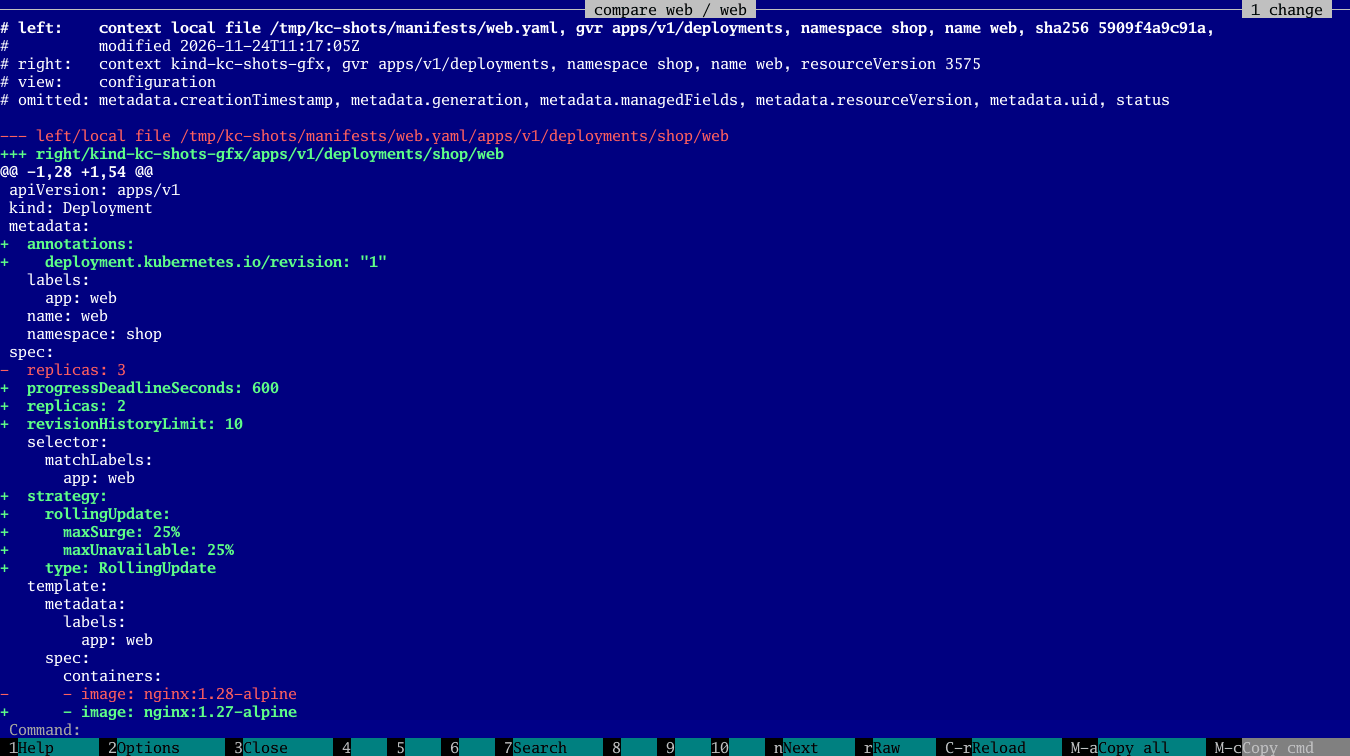 compare web / web 1 change
# left:    context local file /tmp/kc-shots/manifests/web.yaml, gvr apps/v1/deployments, namespace shop, name web, sha256 5909f4a9c91a,
#          modified 2026-11-24T11:17:05Z
# right:   context kind-kc-shots-gfx, gvr apps/v1/deployments, namespace shop, name web, resourceVersion 3575
# view:    configuration
# omitted: metadata.creationTimestamp, metadata.generation, metadata.managedFields, metadata.resourceVersion, metadata.uid, status
--- left/local file /tmp/kc-shots/manifests/web.yaml/apps/v1/deployments/shop/web
+++ right/kind-kc-shots-gfx/apps/v1/deployments/shop/web
@@ -1,28 +1,54 @@
 apiVersion: apps/v1
 kind: Deployment
 metadata:
+  annotations:
+    deployment.kubernetes.io/revision: "1"
   labels:
     app: web
   name: web
   namespace: shop
 spec:
-  replicas: 3
+  progressDeadlineSeconds: 600
+  replicas: 2
+  revisionHistoryLimit: 10
   selector:
     matchLabels:
       app: web
+  strategy:
+    rollingUpdate:
+      maxSurge: 25%
+      maxUnavailable: 25%
+    type: RollingUpdate
   template:
     metadata:
       labels:
         app: web
     spec:
       containers:
-      - image: nginx:1.28-alpine
+      - image: nginx:1.27-alpine
Command:
1Help 2Options 3Close 4 5 6 7Search 8 9 10 nNext rRaw C-rReload M-aCopy all M-cCopy cmd